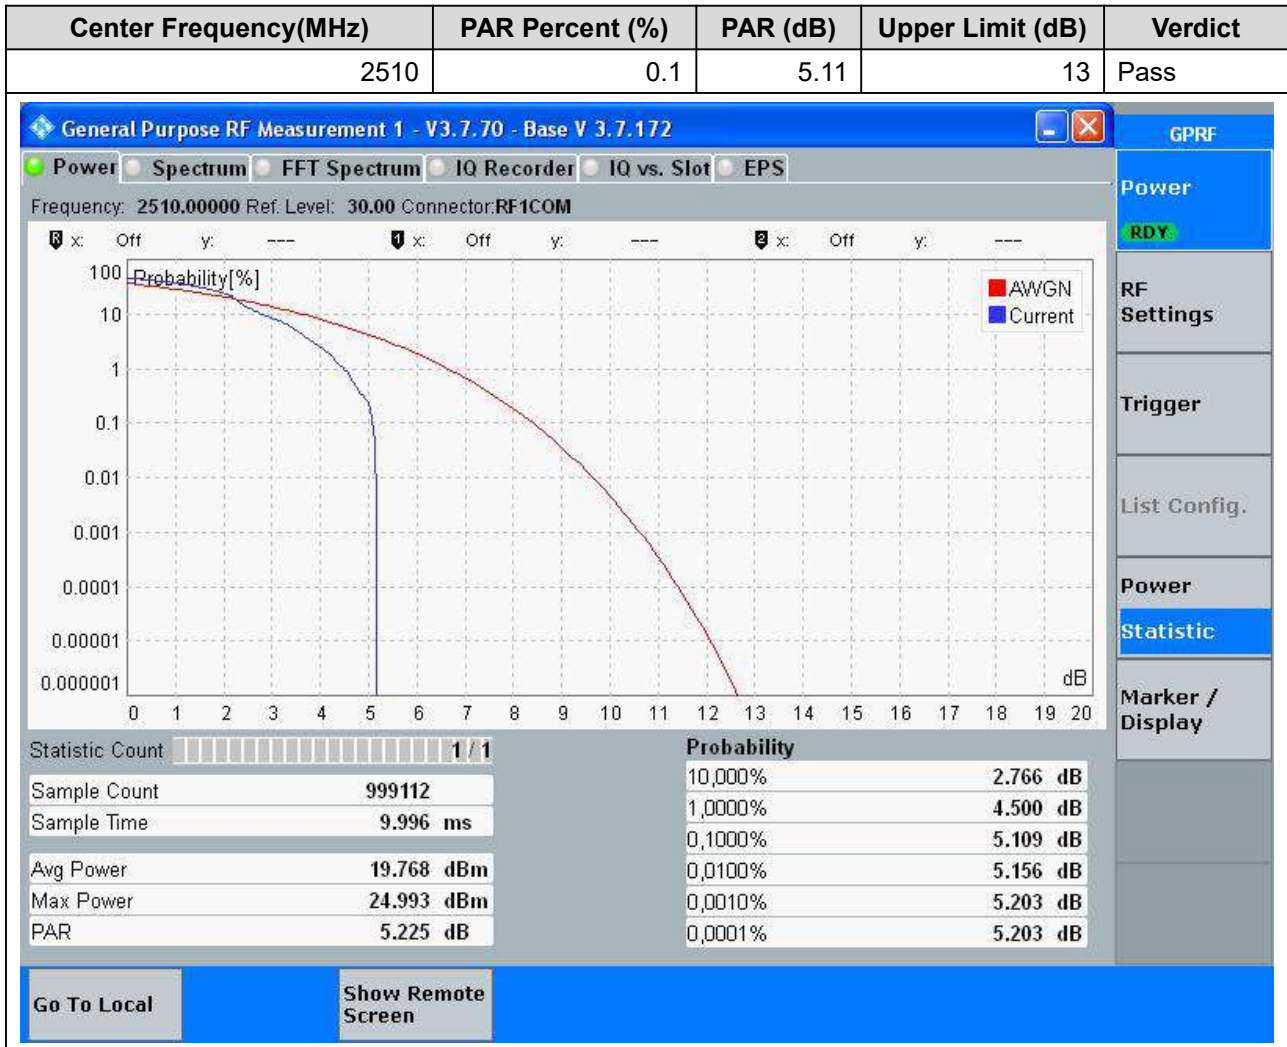 Center Frequency(MHz) PAR Percent (%) PAR (dB) Upper Limit (dB) Verdict
2510 0.1 5.11 13 Pass
General Purpose RF Measurement 1 - V3.7.70 - Base V 3.7.172
GPRF
Power Spectrum FFT Spectrum IQ Recorder IQ vs. Slot EPS
Power
RDY
Frequency: 2510.00000 Ref. Level: 30.00 Connector:RF1COM
R x: Off y: --- 1 x: Off y: --- 2 x: Off y: ---
Probability[%]
AWGN
Current
100
10
1
0.1
0.01
0.001
0.0001
0.00001
0.000001
dB
0 1 2 3 4 5 6 7 8 9 10 11 12 13 14 15 16 17 18 19 20
RF
Settings
Trigger
List Config.
Power
Statistic
Marker /
Display
Statistic Count 1 / 1
Sample Count 999112
Sample Time 9.996 ms
Avg Power 19.768 dBm
Max Power 24.993 dBm
PAR 5.225 dB
Probability
10,000% 2.766 dB
1,0000% 4.500 dB
0,1000% 5.109 dB
0,0100% 5.156 dB
0,0010% 5.203 dB
0,0001% 5.203 dB
Go To Local
Show Remote
Screen